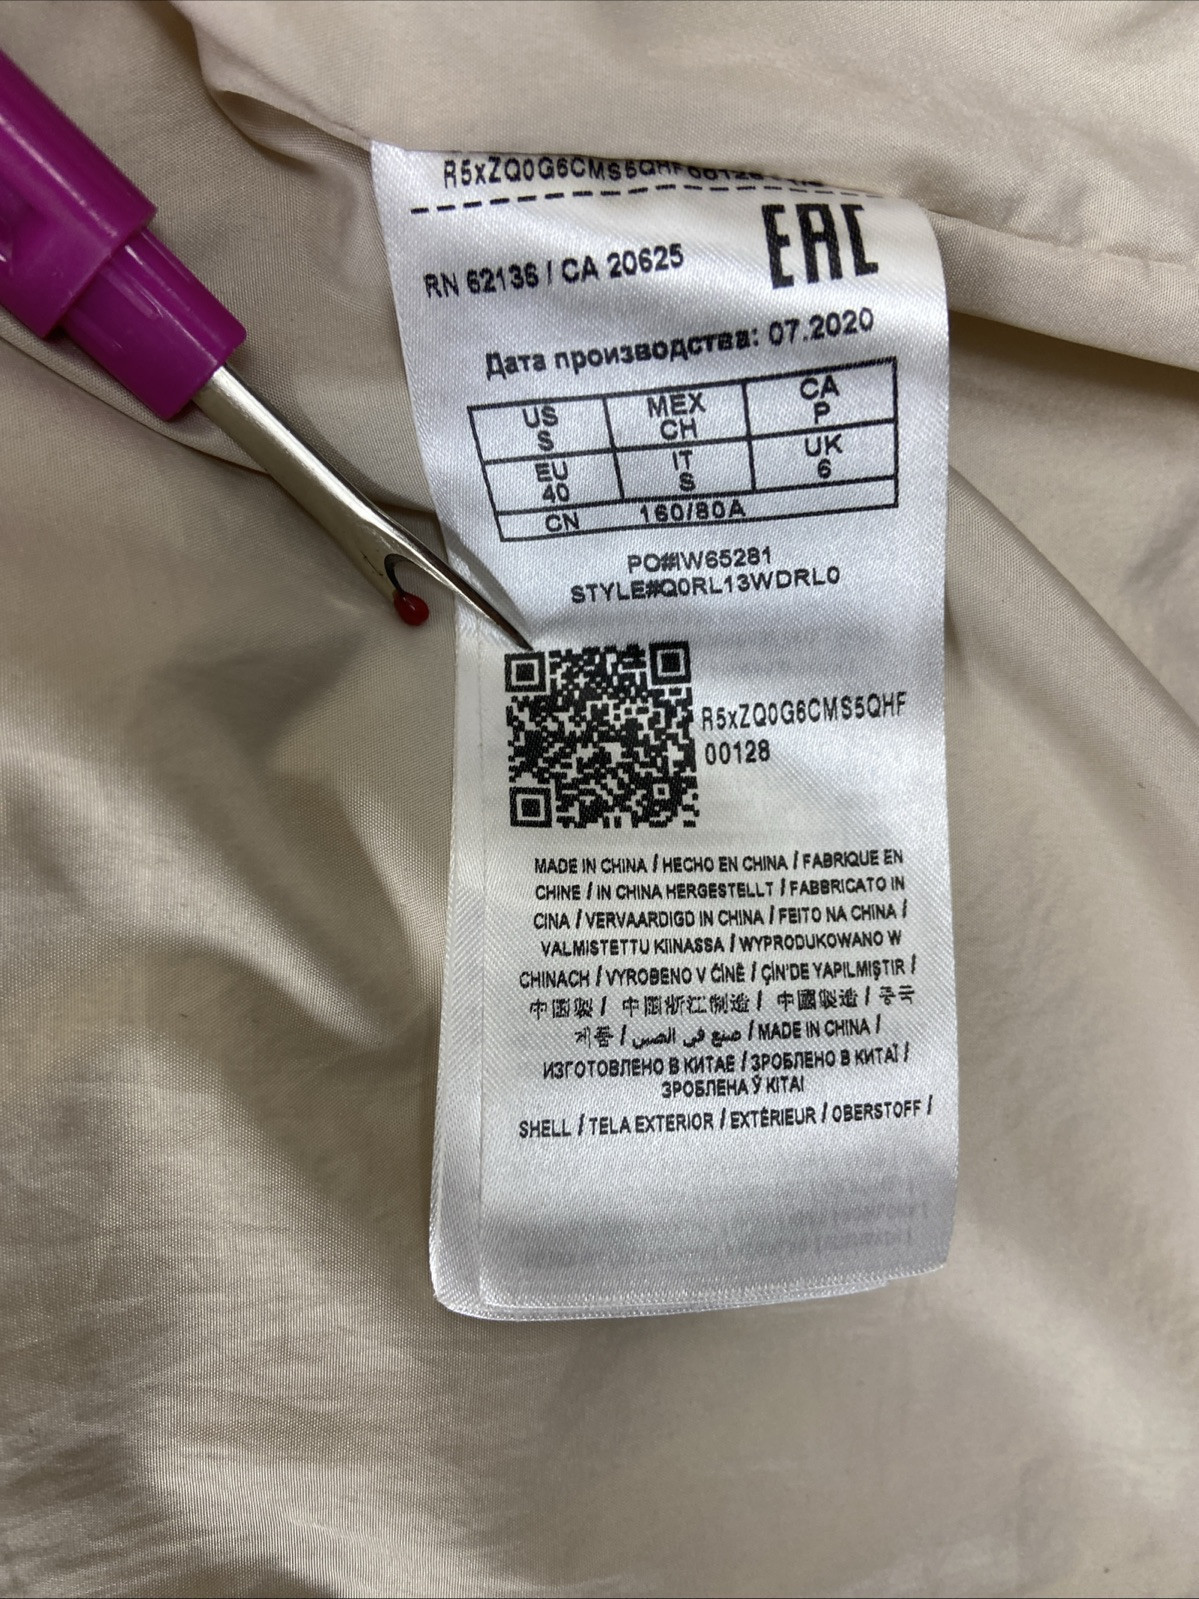 R5xZQ0G6CMS5QHF00128
EAC
RN 62136 / CA 20625
Дата производства: 07.2020
US MEX CA
S CH P
EU IT UK
40 S 6
CN 160/80A
PO#IW65281
STYLE#Q0RL13WDRL0
R5xZQ0G6CMS5QHF
00128
MADE IN CHINA / HECHO EN CHINA / FABRIQUE EN
CHINE / IN CHINA HERGESTELLT / FABBRICATO IN
CINA / VERVAARDIGD IN CHINA / FEITO NA CHINA /
VALMISTETTU KIINASSA / WYPRODUKOWANO W
CHINACH / VYROBENO V ČÍNĚ / ÇİN'DE YAPILMIŞTIR /
中国製 / 中国浙江制造 / 中國製造 / 중국
제품 / صنع في الصين / MADE IN CHINA /
ИЗГОТОВЛЕНО В КИТАЕ / ЗРОБЛЕНО В КИТАЇ /
ЗРОБЛЕНА Ў КІТАІ
SHELL / TELA EXTERIOR / EXTÉRIEUR / OBERSTOFF /